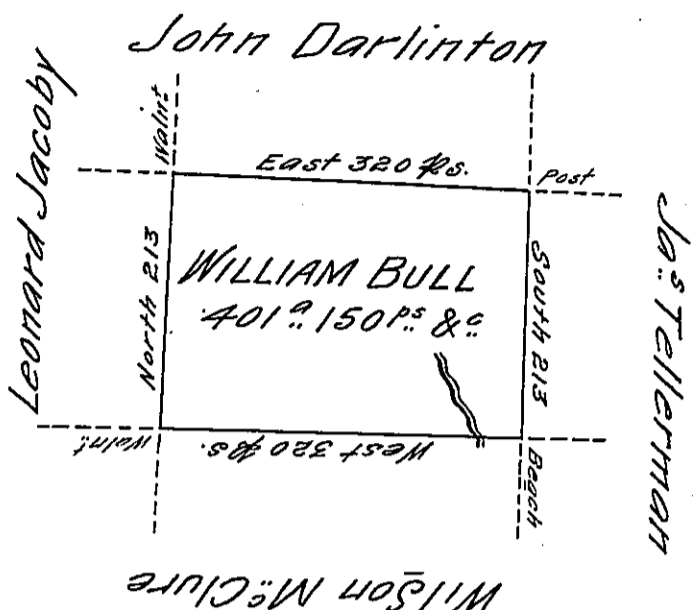 John Darlinton
Leonard Jacoby
Walnt
East 320 ps.
Post
North 213
WILLIAM BULL
401 a. 150 ps. & c.
South 213
Jas. Tellerman
Walnt
West 320 ps.
Beach
Wilson McClure